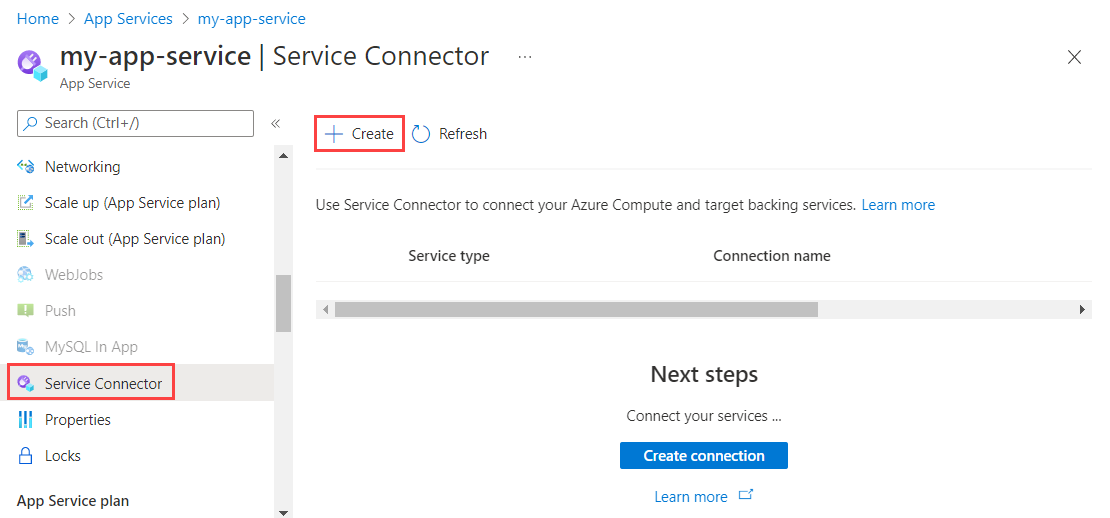 Home > App Services > my-app-service
my-app-service | Service Connector ...
App Service
Search (Ctrl+/) «
Networking
Scale up (App Service plan)
Scale out (App Service plan)
WebJobs
Push
MySQL In App
Service Connector
Properties
Locks
App Service plan
Create Refresh
Use Service Connector to connect your Azure Compute and target backing services. Learn more
Service type Connection name
Next steps
Connect your services ...
Create connection
Learn more